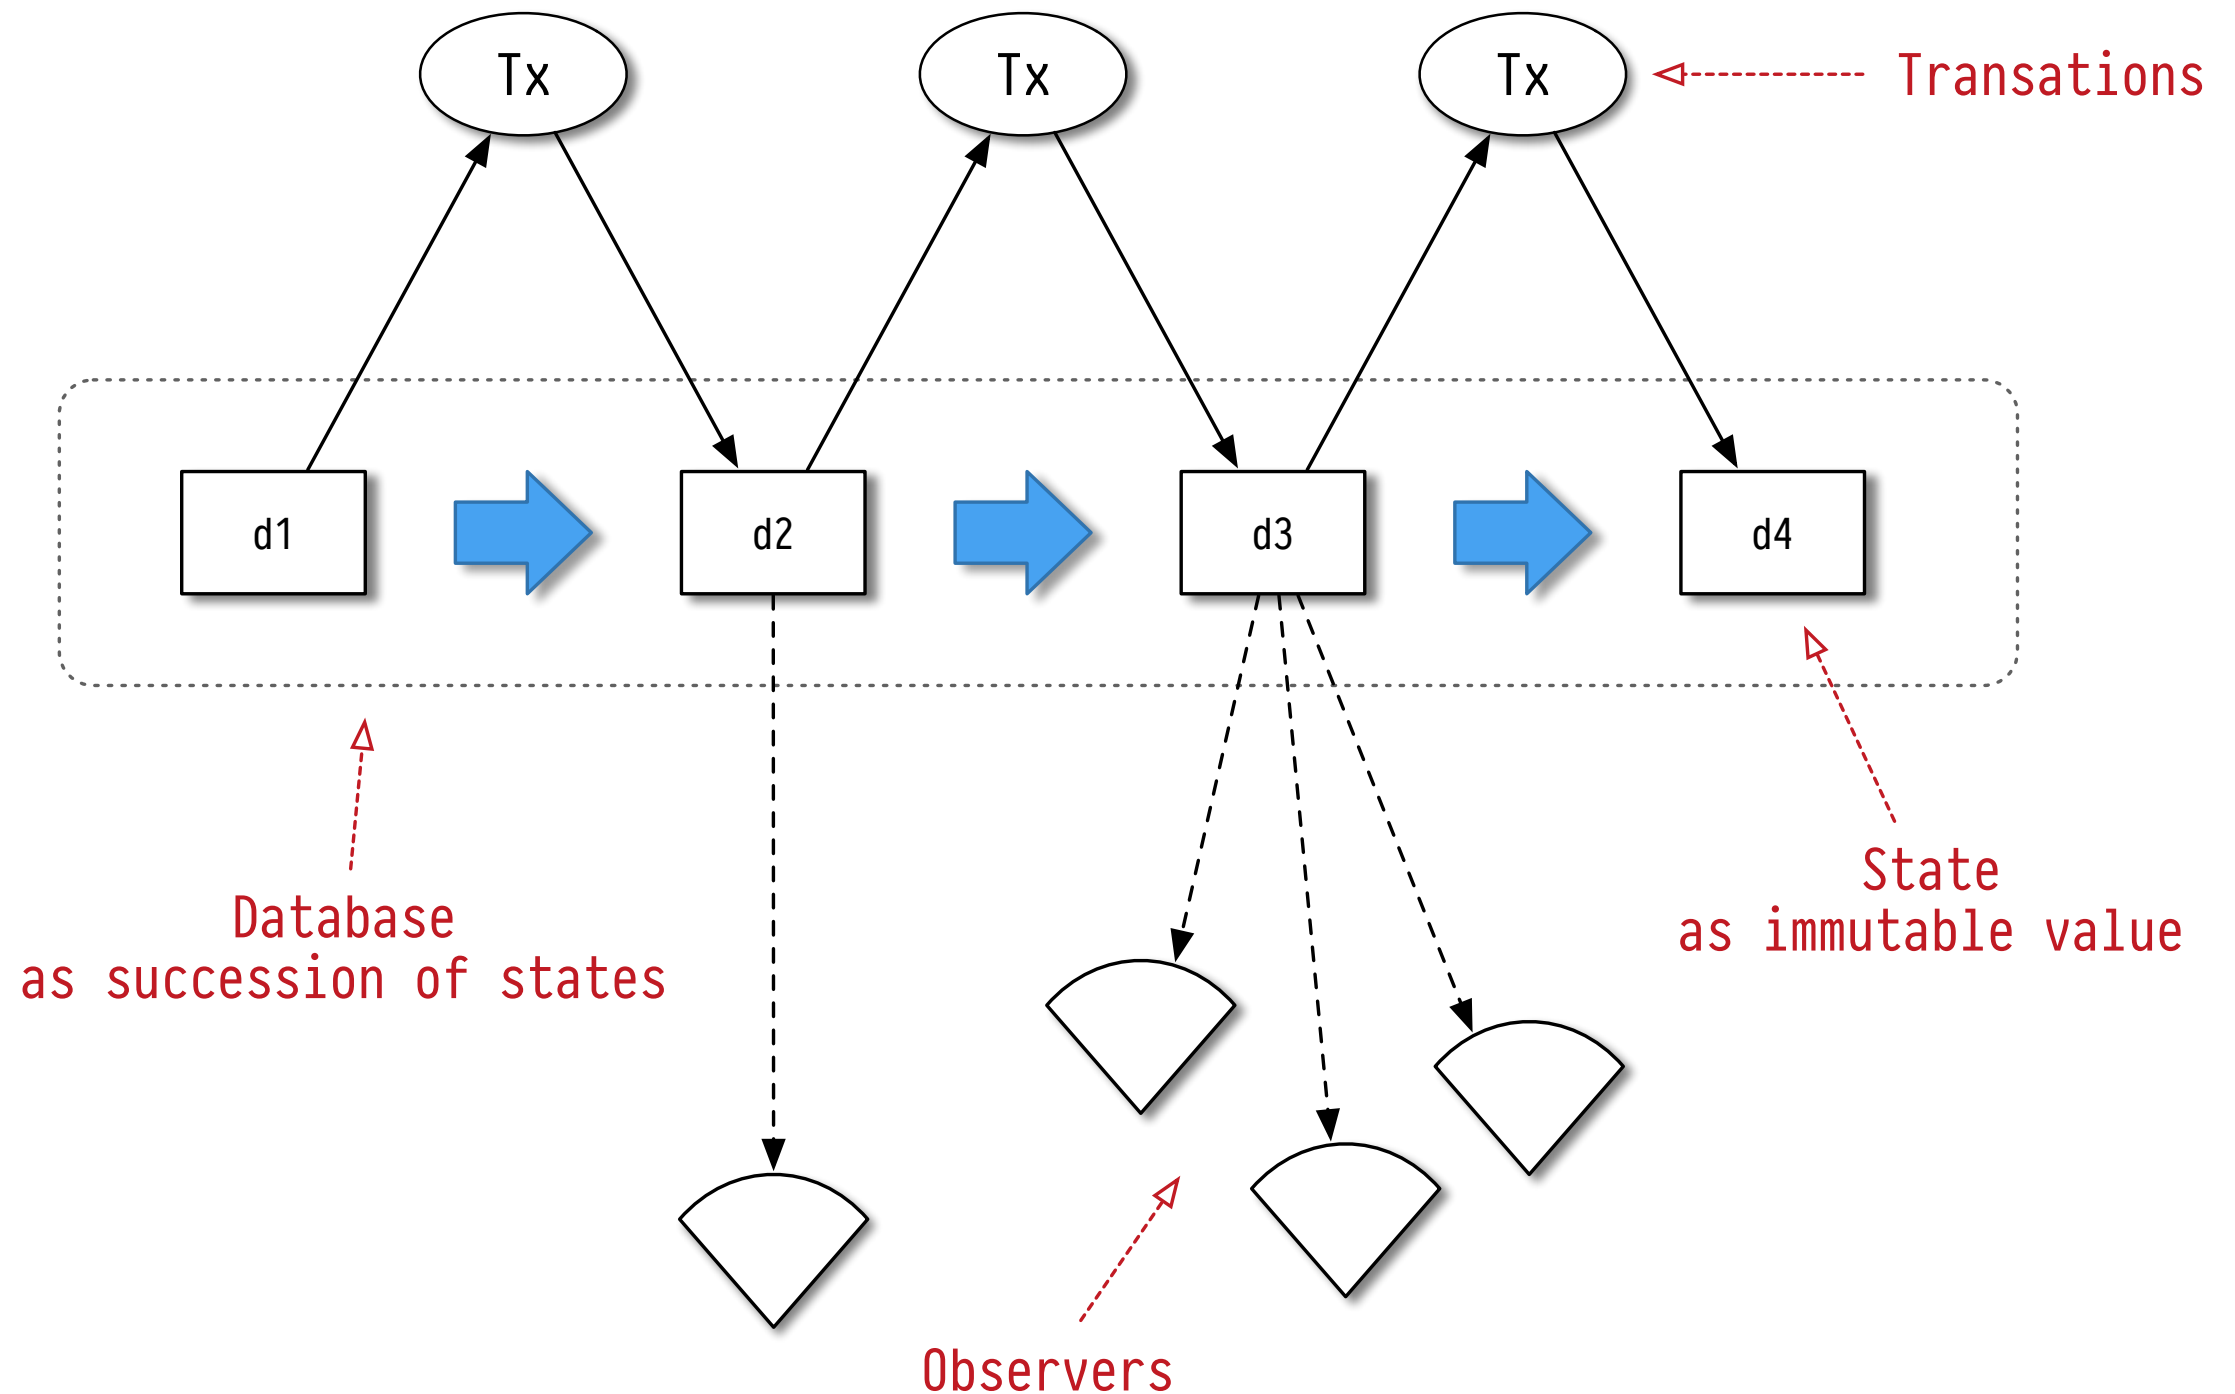 Tx
Tx
Tx
Transations
d1
d2
d3
d4
Database
as succession of states
State
as immutable value
Observers